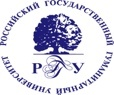 РОССИЙСКИЙ ГОСУДАРСТВЕННЫЙ
ГУМАНИТАРНЫЙ УНИВЕРСИТЕТ
РГГУ